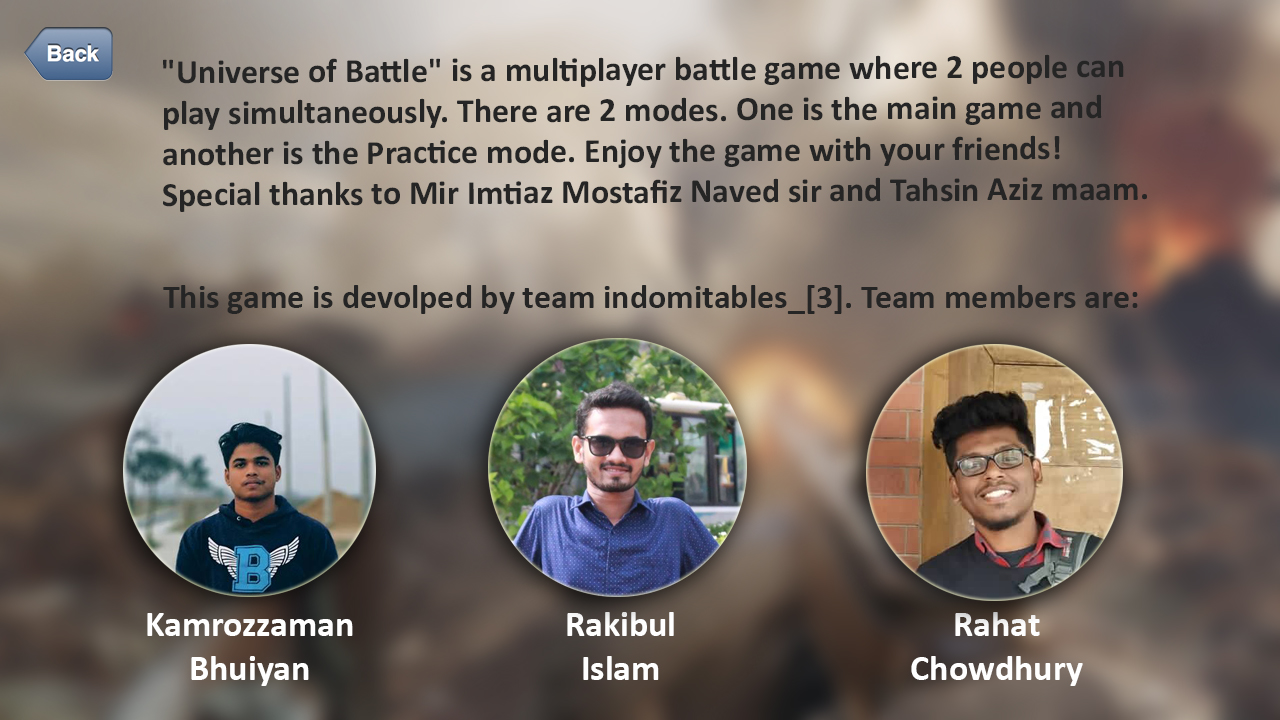 Back
"Universe of Battle" is a multiplayer battle game where 2 people can
play simultaneously. There are 2 modes. One is the main game and
another is the Practice mode. Enjoy the game with your friends!
Special thanks to Mir Imtiaz Mostafiz Naved sir and Tahsin Aziz maam.
This game is devolped by team indomitables_[3]. Team members are:
B
Kamrozzaman
Bhuiyan
Rakibul
Islam
Rahat
Chowdhury